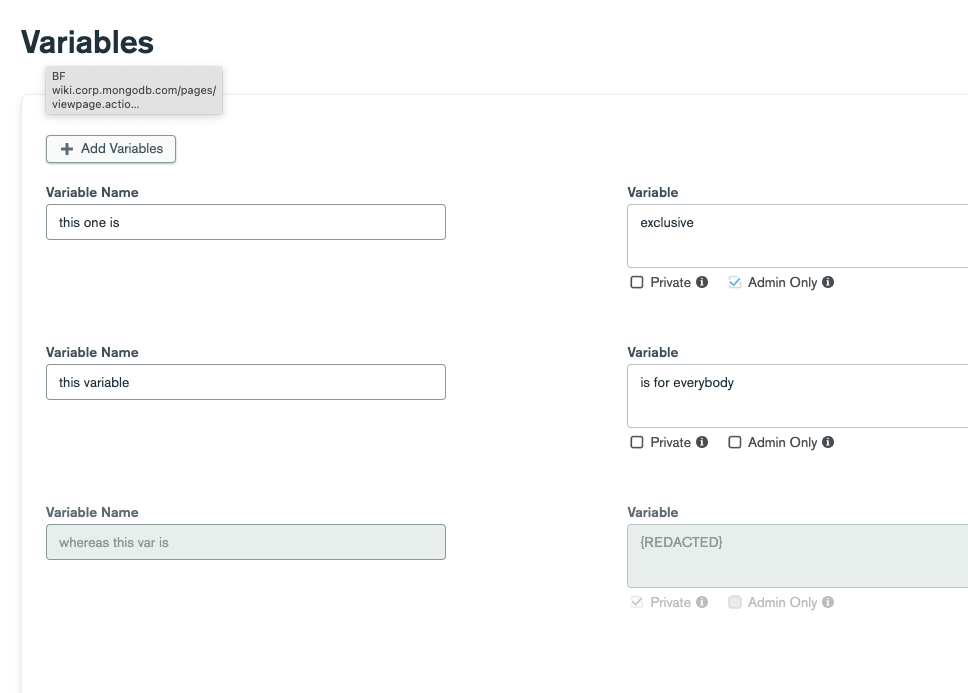 Variables
BF
wiki.corp.mongodb.com/pages/
viewpage.actio...
Add Variables
Variable Name
Variable
this one is
exclusive
Private
Admin Only
Variable Name
Variable
this variable
is for everybody
Private
Admin Only
Variable Name
Variable
whereas this var is
{REDACTED}
Private
Admin Only